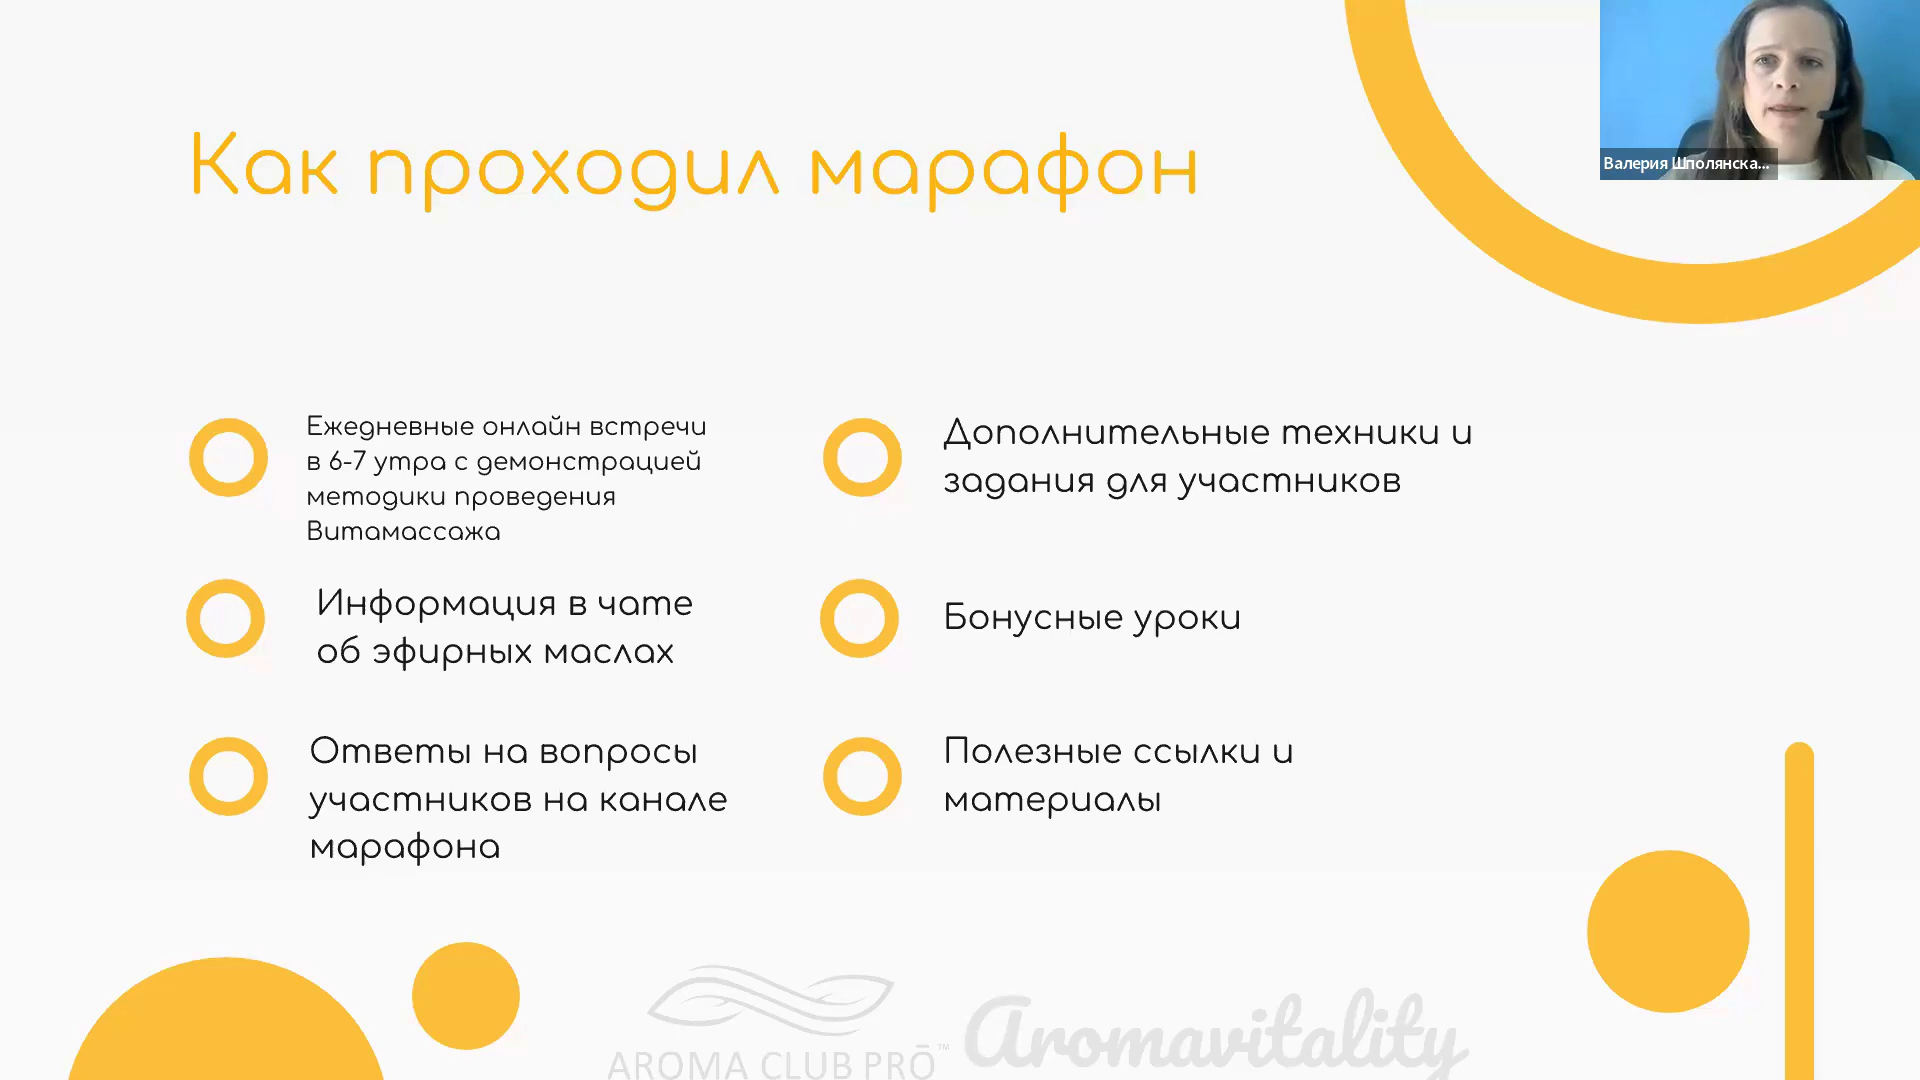 Как проходил марафон
Валерия Шполянска...
Ежедневные онлайн встречи
в 6-7 утра с демонстрацией
методики проведения
Витамассажа
Информация в чате
об эфирных маслах
Ответы на вопросы
участников на канале
марафона
Дополнительные техники и
задания для участников
Бонусные уроки
Полезные ссылки и
материалы
AROMA CLUB PRŌ™
Aromavitality